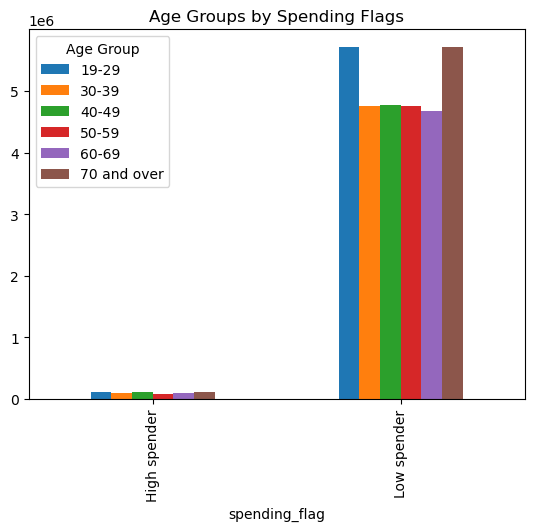 Age Groups by Spending Flags
1e6
Age Group
19-29
30-39
40-49
50-59
60-69
70 and over
5
4
3
2
1
0
High spender
Low spender
spending_flag